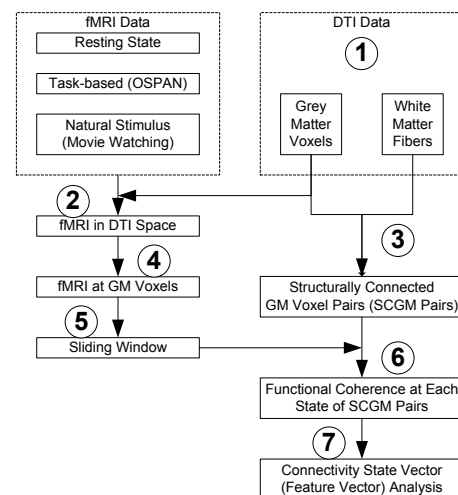 fMRI Data
Resting State
Task-based (OSPAN)
Natural Stimulus
(Movie Watching)
DTI Data
1
Grey
Matter
Voxels
White
Matter
Fibers
2
fMRI in DTI Space
3
4
fMRI at GM Voxels
Structurally Connected
GM Voxel Pairs (SCGM Pairs)
5
Sliding Window
6
Functional Coherence at Each
State of SCGM Pairs
7
Connectivity State Vector
(Feature Vector) Analysis